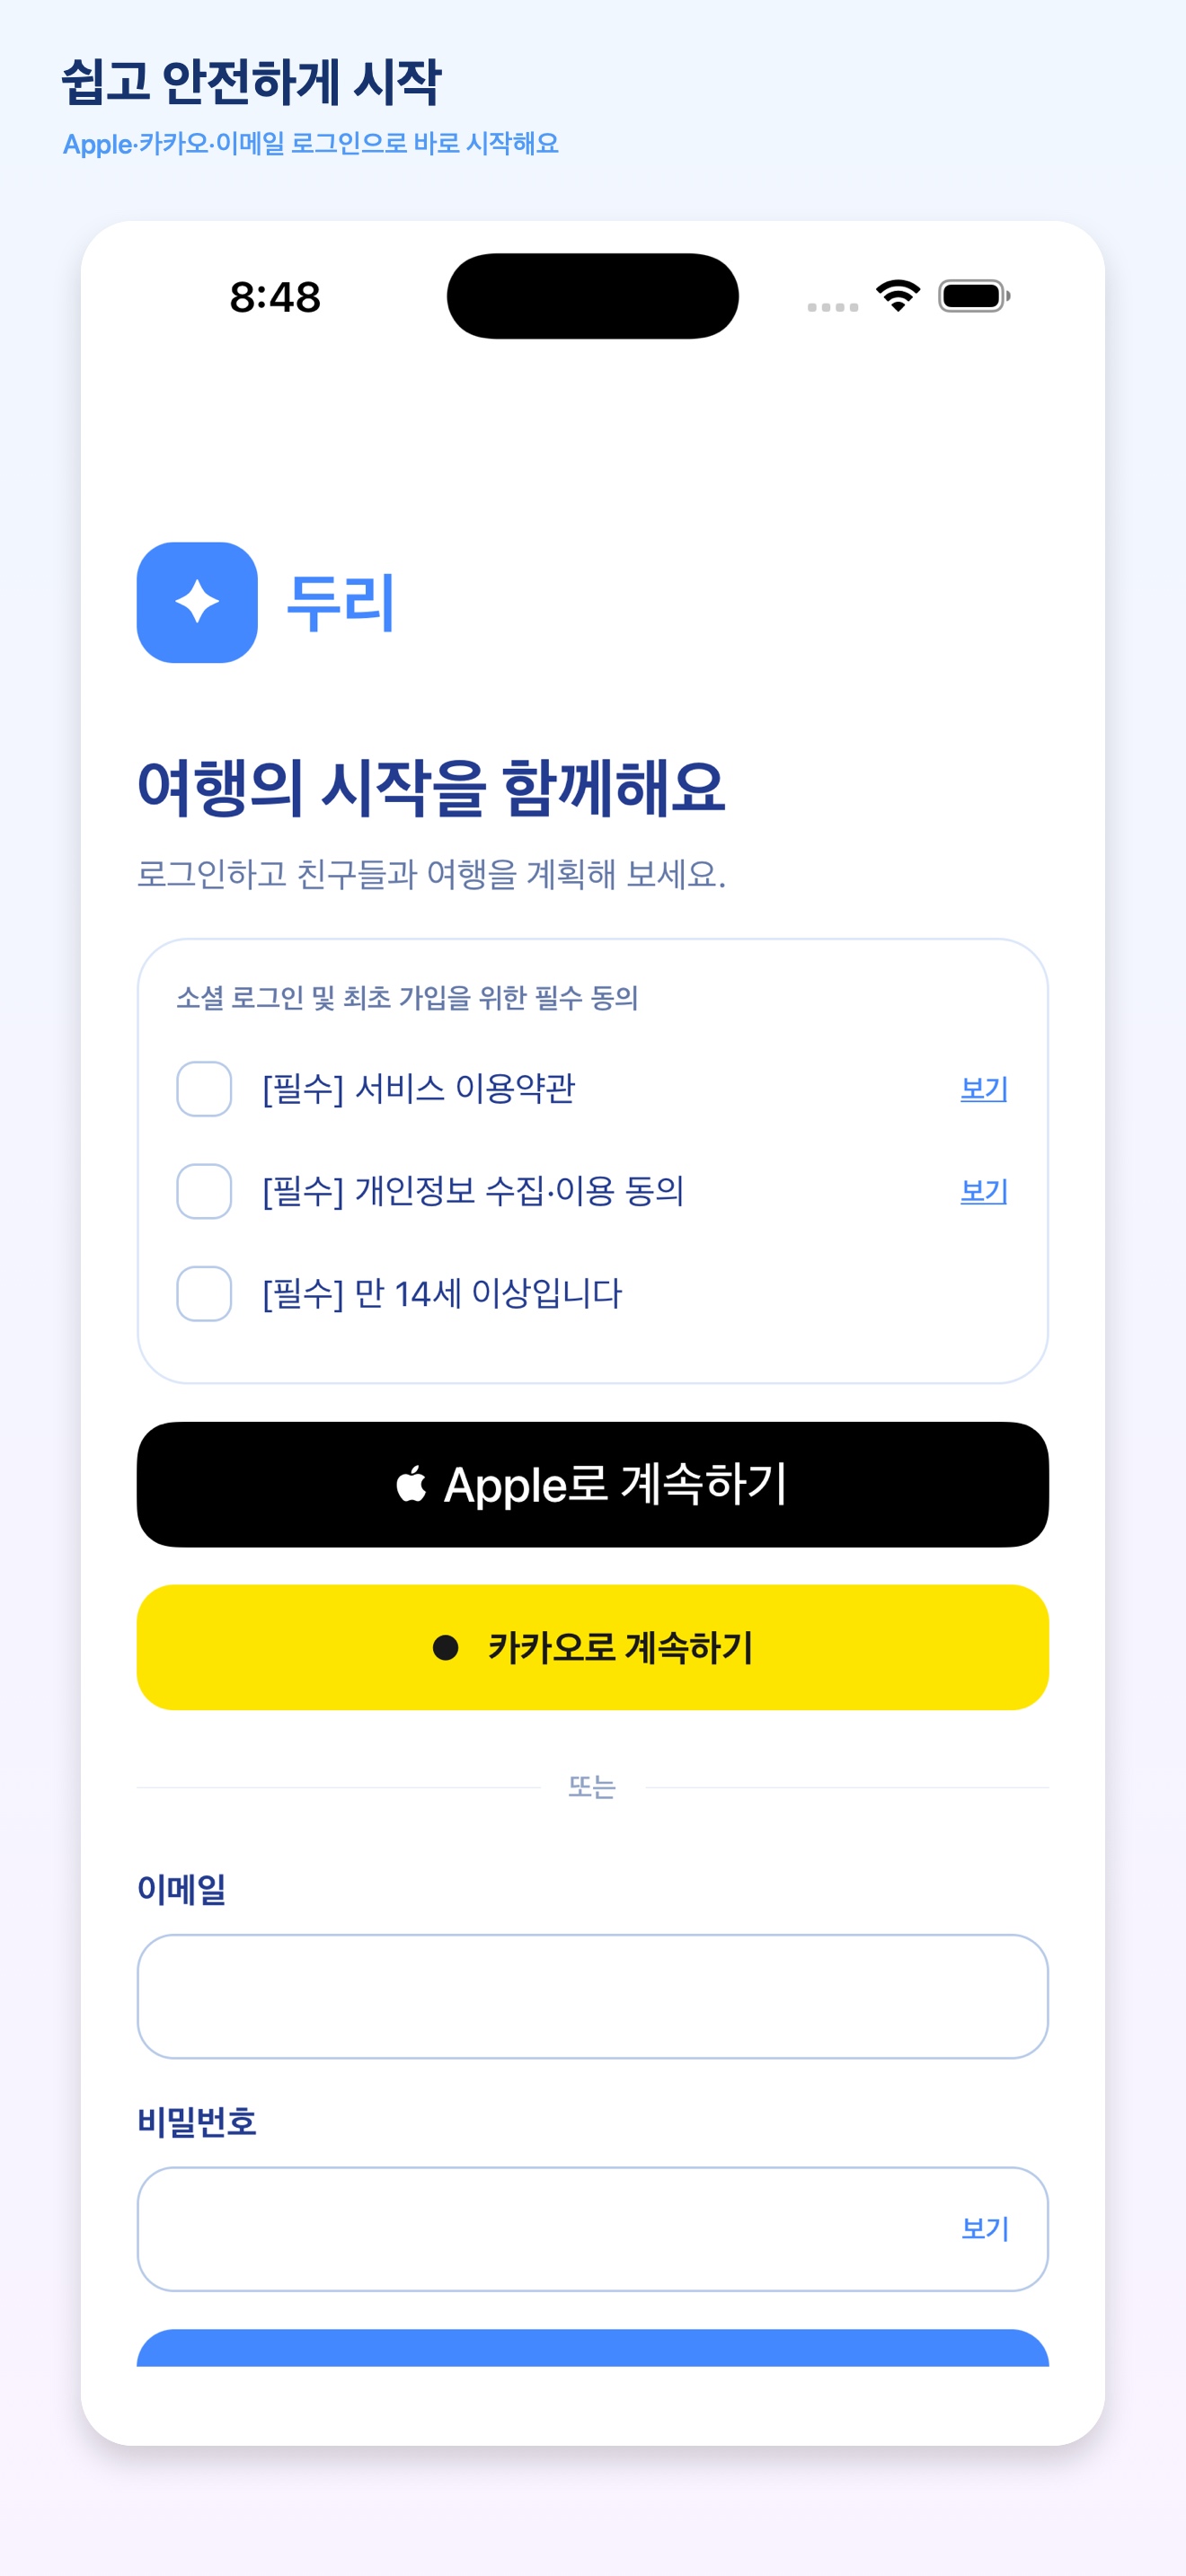 쉽고 안전하게 시작
Apple·카카오·이메일 로그인으로 바로 시작해요
8:48
두리
여행의 시작을 함께해요
로그인하고 친구들과 여행을 계획해 보세요.
소셜 로그인 및 최초 가입을 위한 필수 동의
[필수] 서비스 이용약관 보기
[필수] 개인정보 수집·이용 동의 보기
[필수] 만 14세 이상입니다
Apple로 계속하기
카카오로 계속하기
또는
이메일
비밀번호
보기